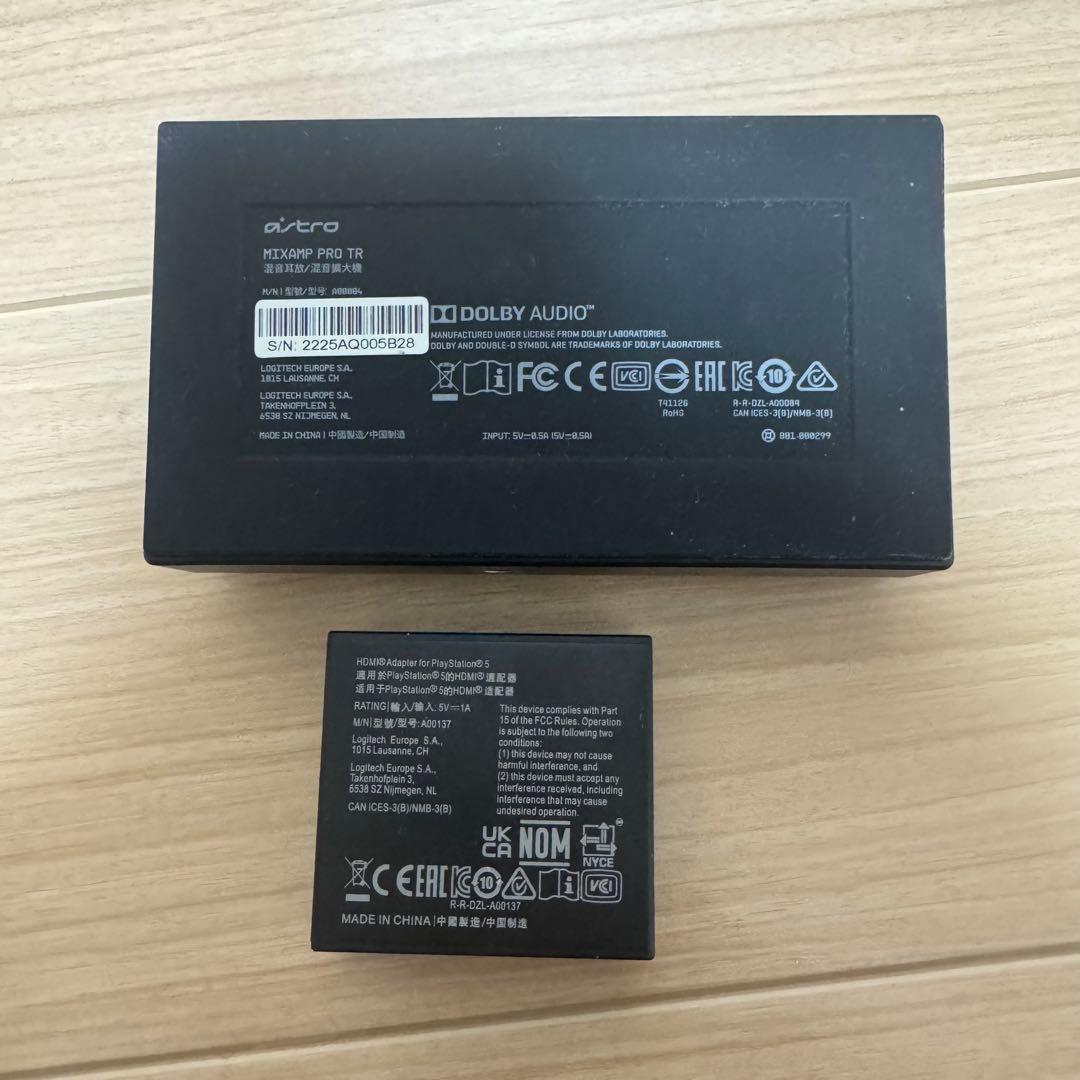 astro
MIXAMP PRO TR
混音耳放/混音擴大機
M/N|型號/型号: A00084
S/N: 2225AQ005B28
LOGITECH EUROPE S.A.
1015 LAUSANNE, CH
LOGITECH EUROPE S.A.,
TAKENHOFPLEIN 3,
6538 SZ NIJMEGEN, NL
MADE IN CHINA | 中國製造/中国制造
DOLBY AUDIO™
MANUFACTURED UNDER LICENSE FROM DOLBY LABORATORIES.
DOLBY AND DOUBLE-D SYMBOL ARE TRADEMARKS OF DOLBY LABORATORIES.
FC CE VCI EAC 10
T41126
RoHS
R-R-DZL-A00084
CAN ICES-3(B)/NMB-3(B)
INPUT: 5V⎓0.5A (5V⎓0.5A)
881-000299
HDMI® Adapter for PlayStation® 5
適用於PlayStation® 5的HDMI® 適配器
适用于PlayStation® 5的HDMI® 适配器
RATING|輸入/输入: 5V⎓1A
M/N|型號/型号: A00137
Logitech Europe S.A.,
1015 Lausanne, CH
Logitech Europe S.A.,
Takenhofplein 3,
6538 SZ Nijmegen, NL
CAN ICES-3(B)/NMB-3(B)
This device complies with Part
15 of the FCC Rules. Operation
is subject to the following two
conditions:
(1) this device may not cause
harmful interference, and
(2) this device must accept any
interference received, including
interference that may cause
undesired operation.
UK
CA
NOM
NYCE
CE EAC 10 VCI
R-R-DZL-A00137
MADE IN CHINA|中國製造/中国制造